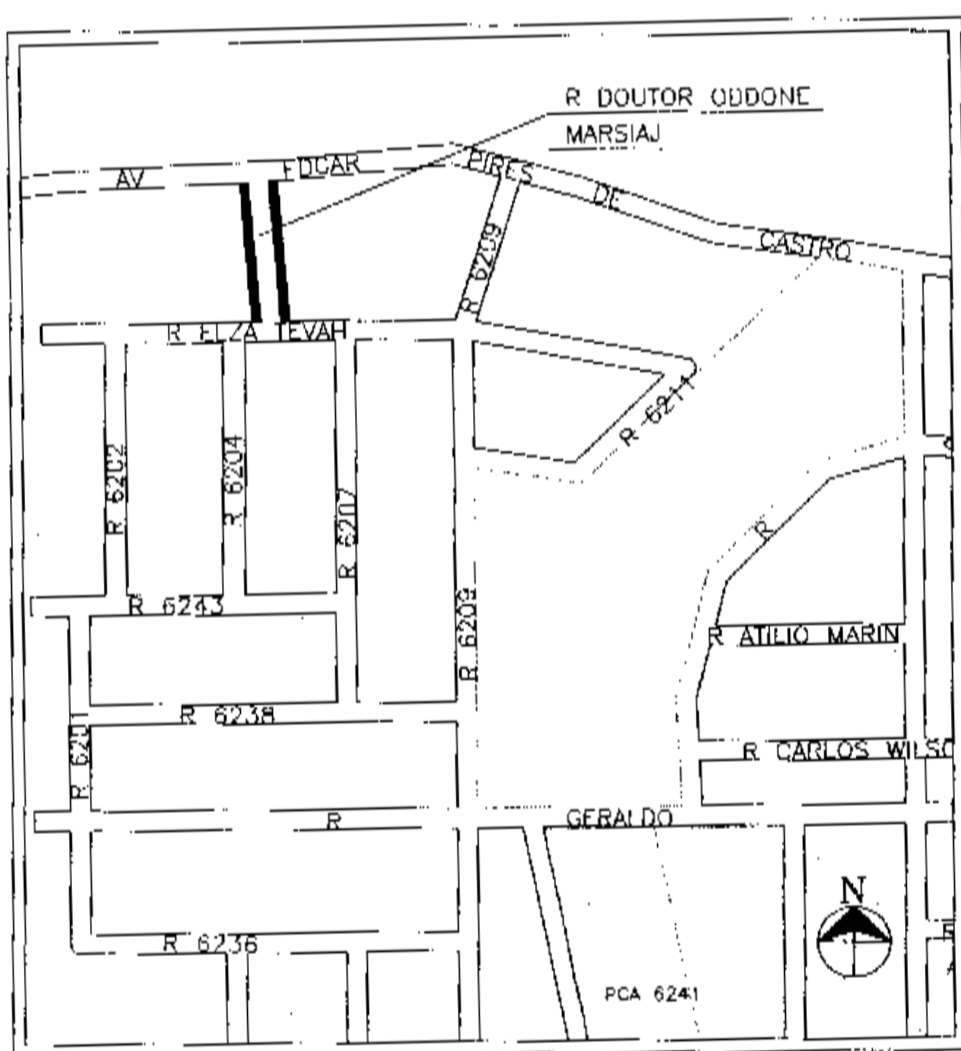 R DOUTOR ODDONE
MARSIAJ
AV EDGAR PIRES DE CASTRO
R 6209
R ELZA TEVAH
R 6211
R 6202
R 6204
R 6207
R
R 6243
R 6209
R ATILIO MARIN
R 6238
R 6201
R CARLOS WILSO
R GERALDO
R 6236
N
PCA 6241